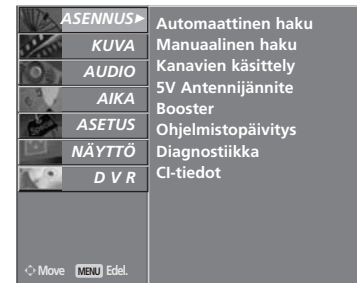 ASENNUS▶
KUVA
AUDIO
AIKA
ASETUS
NÄYTTÖ
D V R
Automaattinen haku
Manuaalinen haku
Kanavien käsittely
5V Antennijännite
Booster
Ohjelmistopäivitys
Diagnostiikka
CI-tiedot
Move MENU Edel.